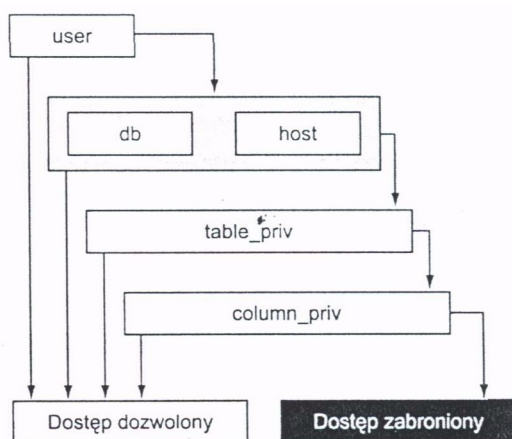 user
db
host
table_priv
column_priv
Dostęp dozwolony
Dostęp zabroniony